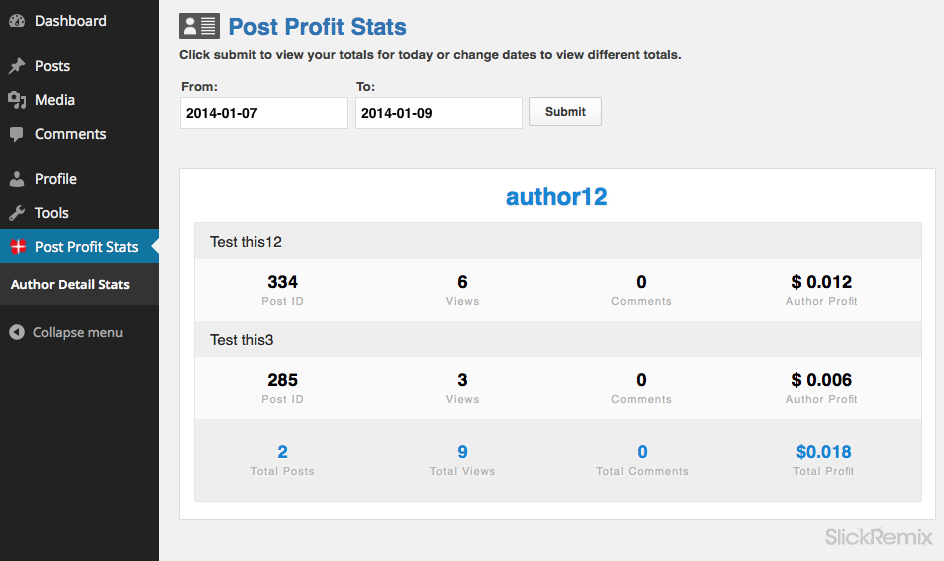 Dashboard
Posts
Media
Comments
Profile
Tools
Post Profit Stats
Author Detail Stats
Collapse menu
Post Profit Stats
Click submit to view your totals for today or change dates to view different totals.
From: To:
2014-01-07 2014-01-09 Submit
author12
Test this12
334 6 0 $ 0.012
Post ID Views Comments Author Profit
Test this3
285 3 0 $ 0.006
Post ID Views Comments Author Profit
2 9 0 $0.018
Total Posts Total Views Total Comments Total Profit
SlickRemix